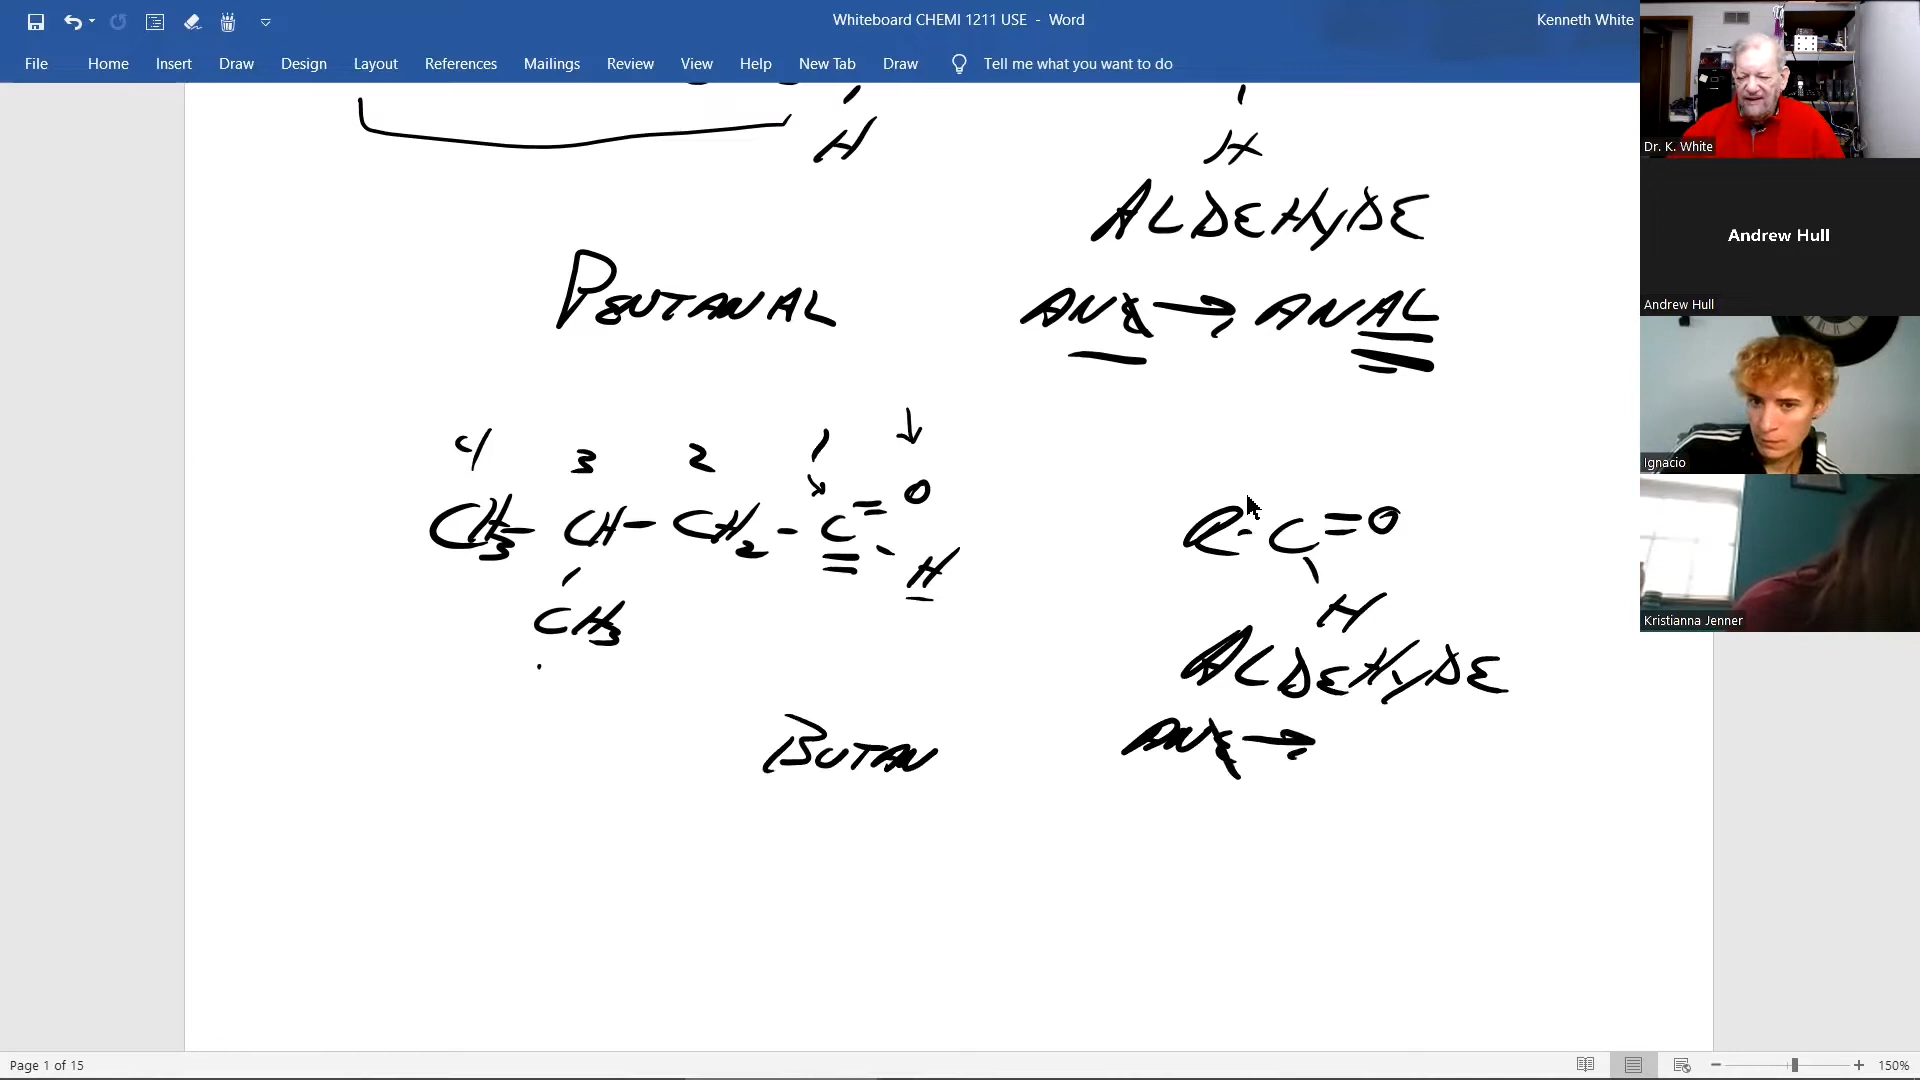 Whiteboard CHEMI 1211 USE - Word
Kenneth White
File Home Insert Draw Design Layout References Mailings Review View Help New Tab Draw Tell me what you want to do
Dr. K. White
Andrew Hull
Andrew Hull
Ignacio
Kristianna Jenner
H
H
ALDEHYDE
PENTANAL
ANE → ANAL
4 3 2 1
CH3 - CH - CH2 - C = O
H
CH3
R - C = O
H
ALDEHYDE
BUTAN
ANE →
Page 1 of 15
150%